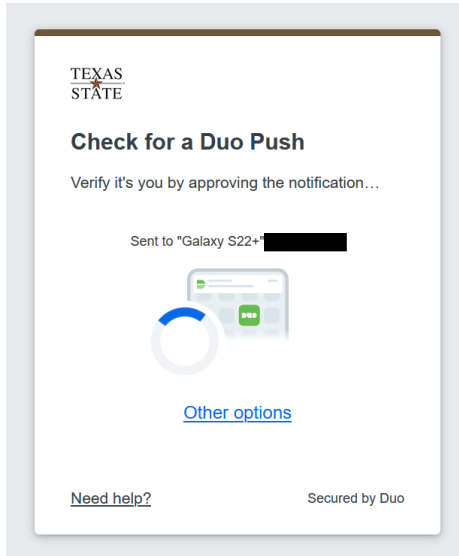 TEXAS
STATE
Check for a Duo Push
Verify it's you by approving the notification...
Sent to "Galaxy S22+"
DUO
Other options
Need help?
Secured by Duo